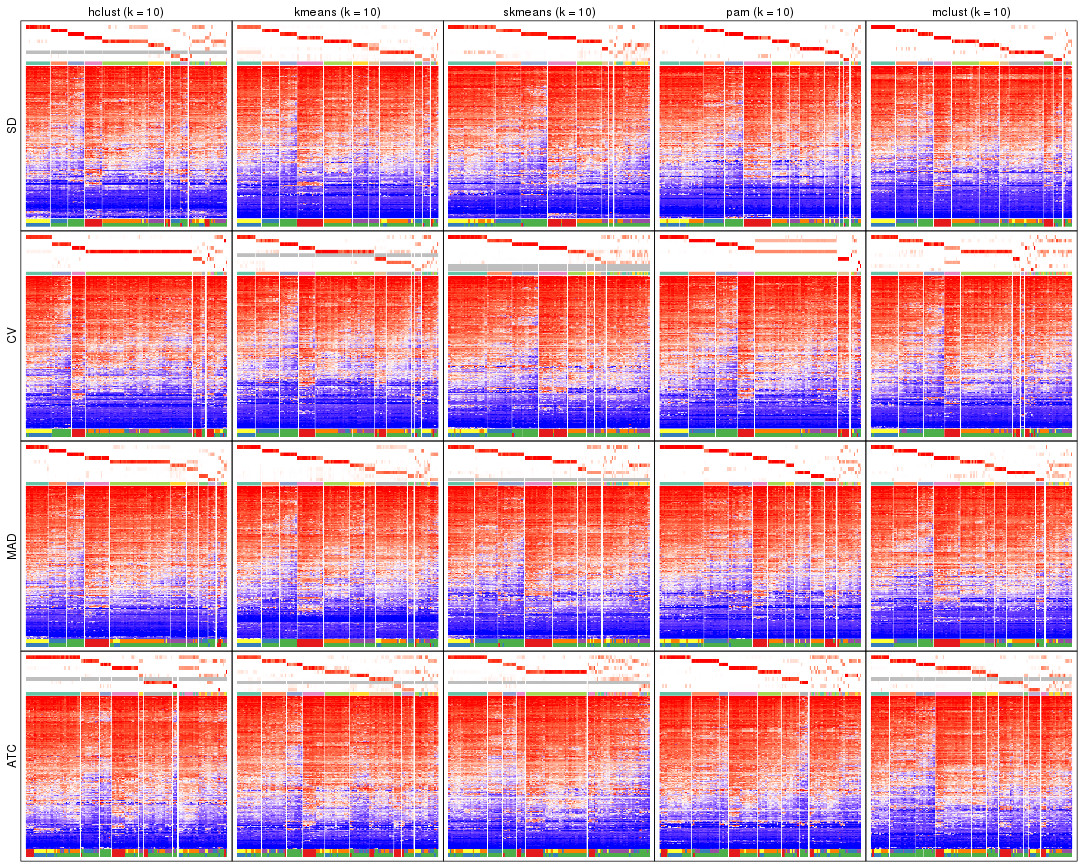 hclust (k = 10)
kmeans (k = 10)
skmeans (k = 10)
pam (k = 10)
mclust (k = 10)
SD
CV
MAD
ATC